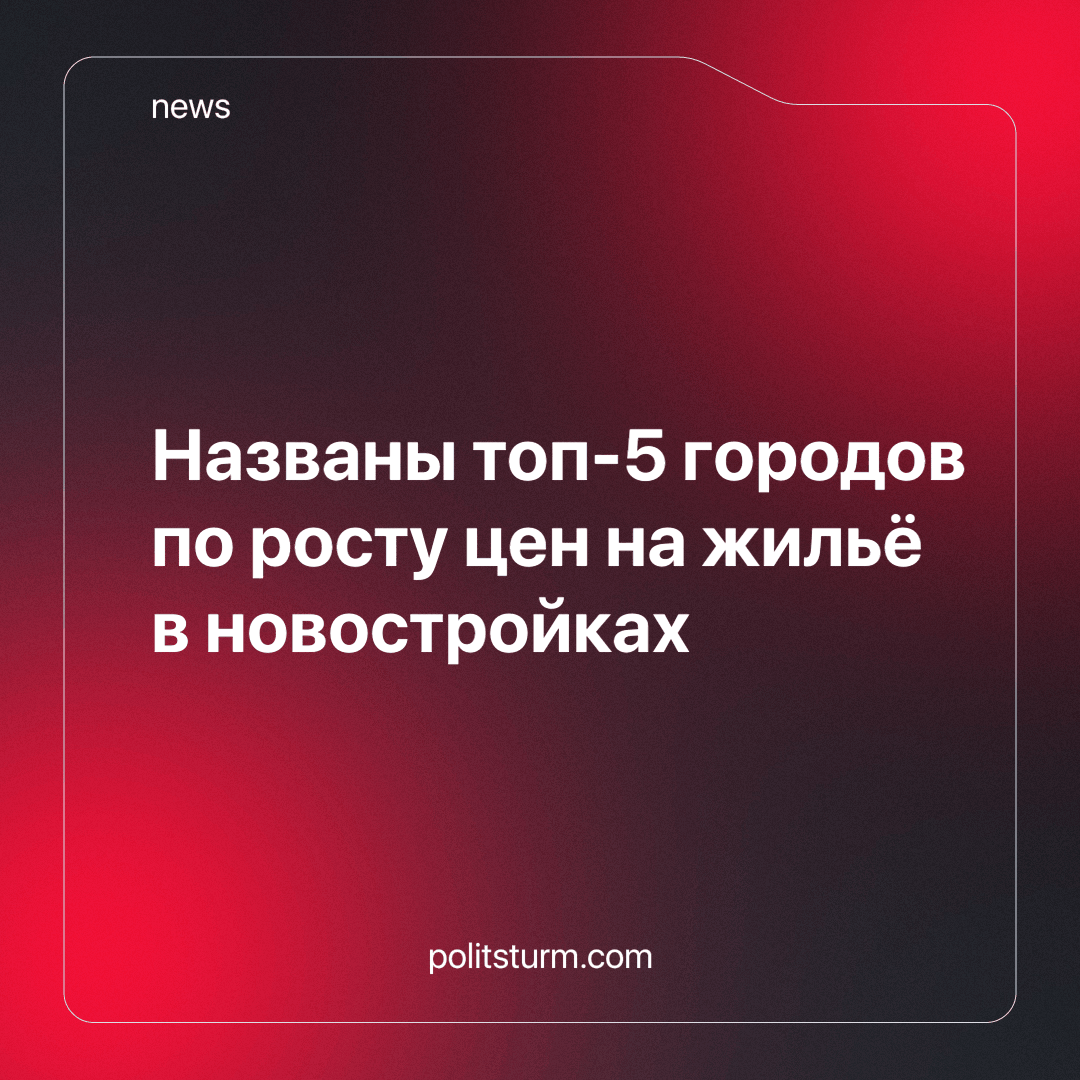 news
Названы топ-5 городов
по росту цен на жильё
в новостройках
politsturm.com